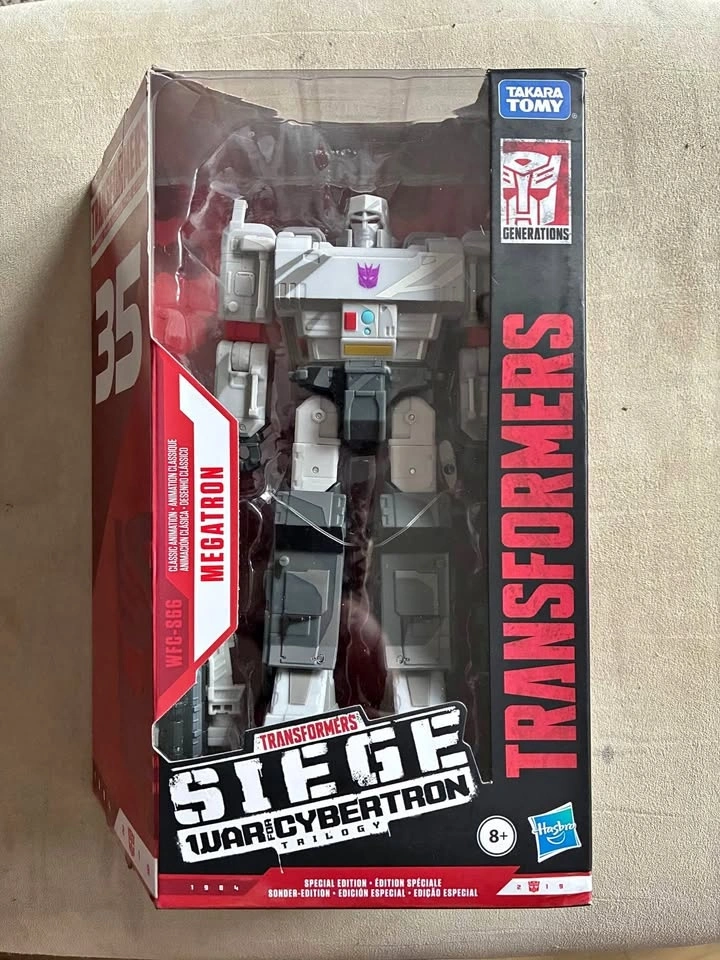 TAKARA
TOMY
GENERATIONS
TRANSFORMERS
35
CLASSIC ANIMATION • ANIMATION CLASSIQUE
ANIMACIÓN CLÁSICA • DESENHO CLÁSSICO
MEGATRON
WFC-S66
TRANSFORMERS
TRANSFORMERS
SIEGE
WAR FOR CYBERTRON
TRILOGY
8+
Hasbro
1984
SPECIAL EDITION • ÉDITION SPÉCIALE
SONDER-EDITION • EDICIÓN ESPECIAL • EDIÇÃO ESPECIAL
2019